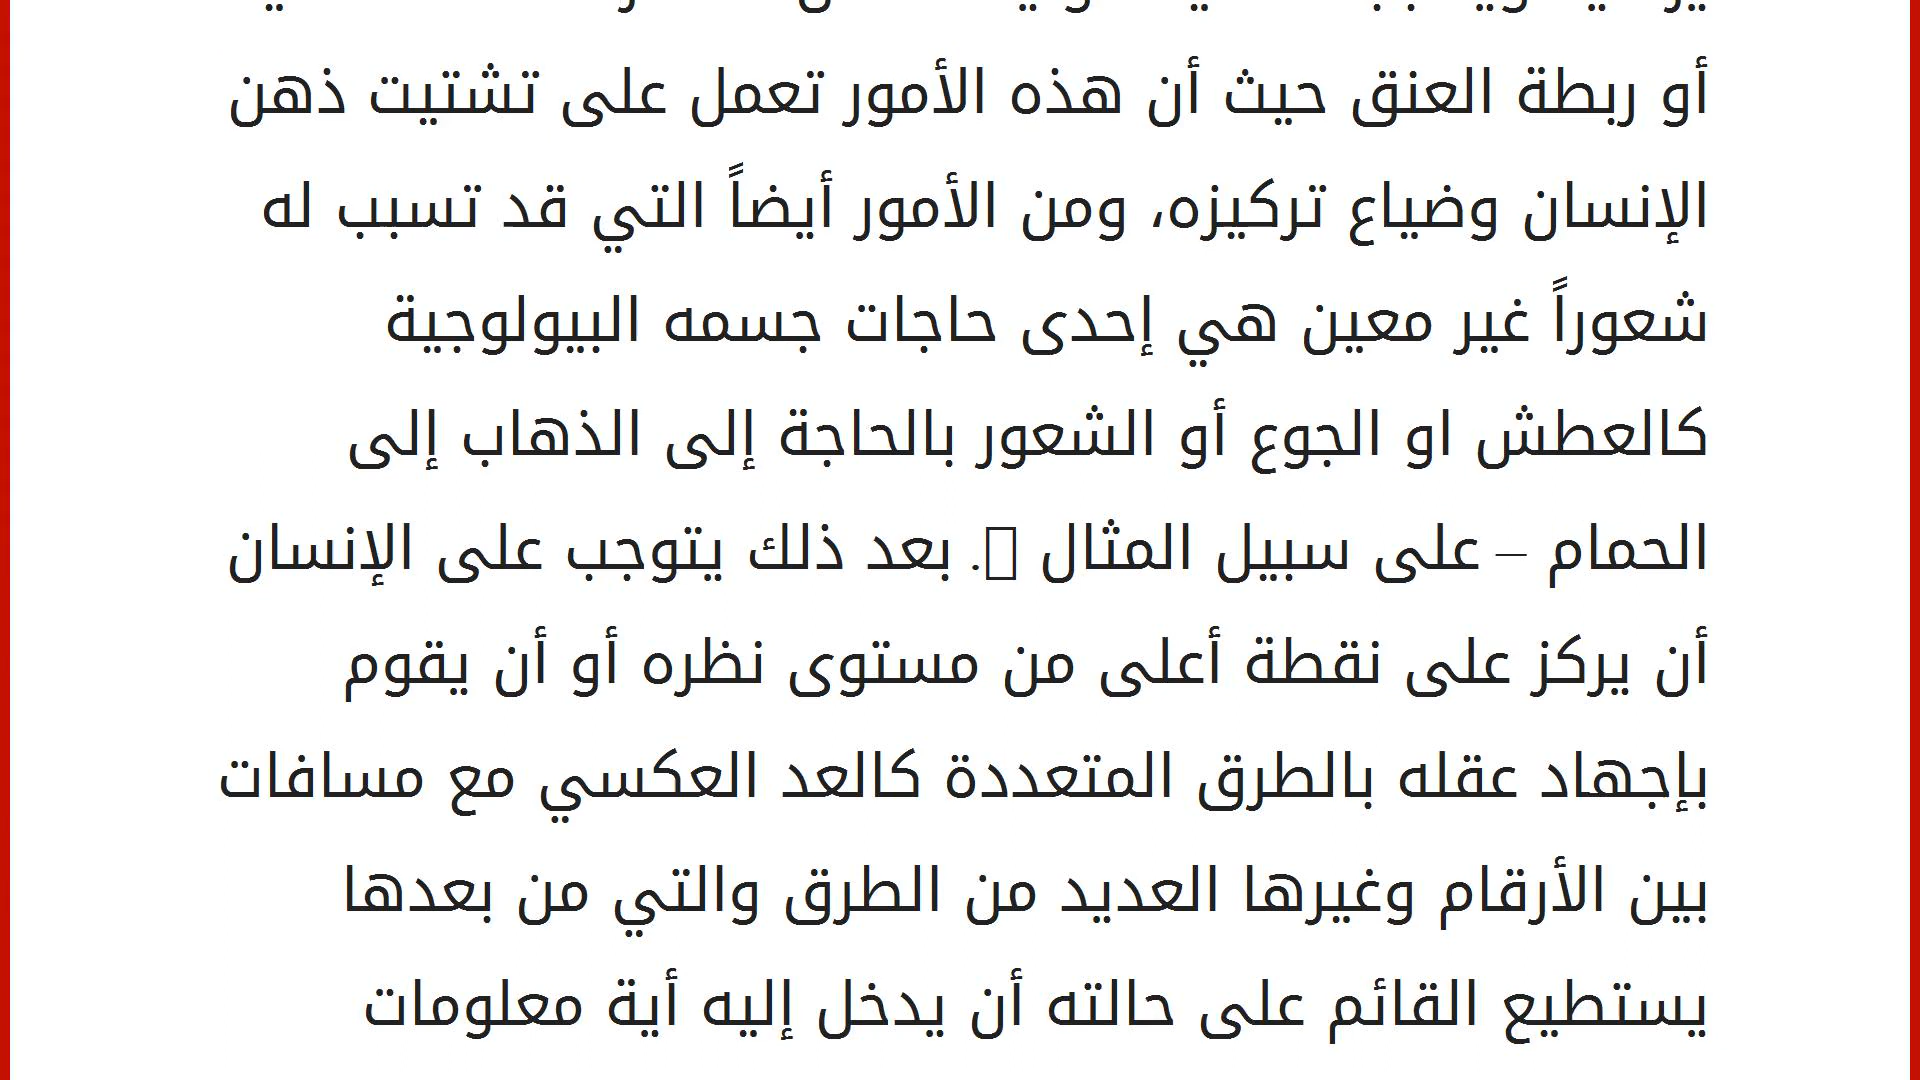 أو ربطة العنق حيث أن هذه الأمور تعمل على تشتيت ذهن
الإنسان وضياع تركيزه، ومن الأمور أيضاً التي قد تسبب له
شعوراً غير معين هي إحدى حاجات جسمه البيولوجية
كالعطش او الجوع أو الشعور بالحاجة إلى الذهاب إلى
الحمام – على سبيل المثال . بعد ذلك يتوجب على الإنسان
أن يركز على نقطة أعلى من مستوى نظره أو أن يقوم
بإجهاد عقله بالطرق المتعددة كالعد العكسي مع مسافات
بين الأرقام وغيرها العديد من الطرق والتي من بعدها
يستطيع القائم على حالته أن يدخل إليه أية معلومات